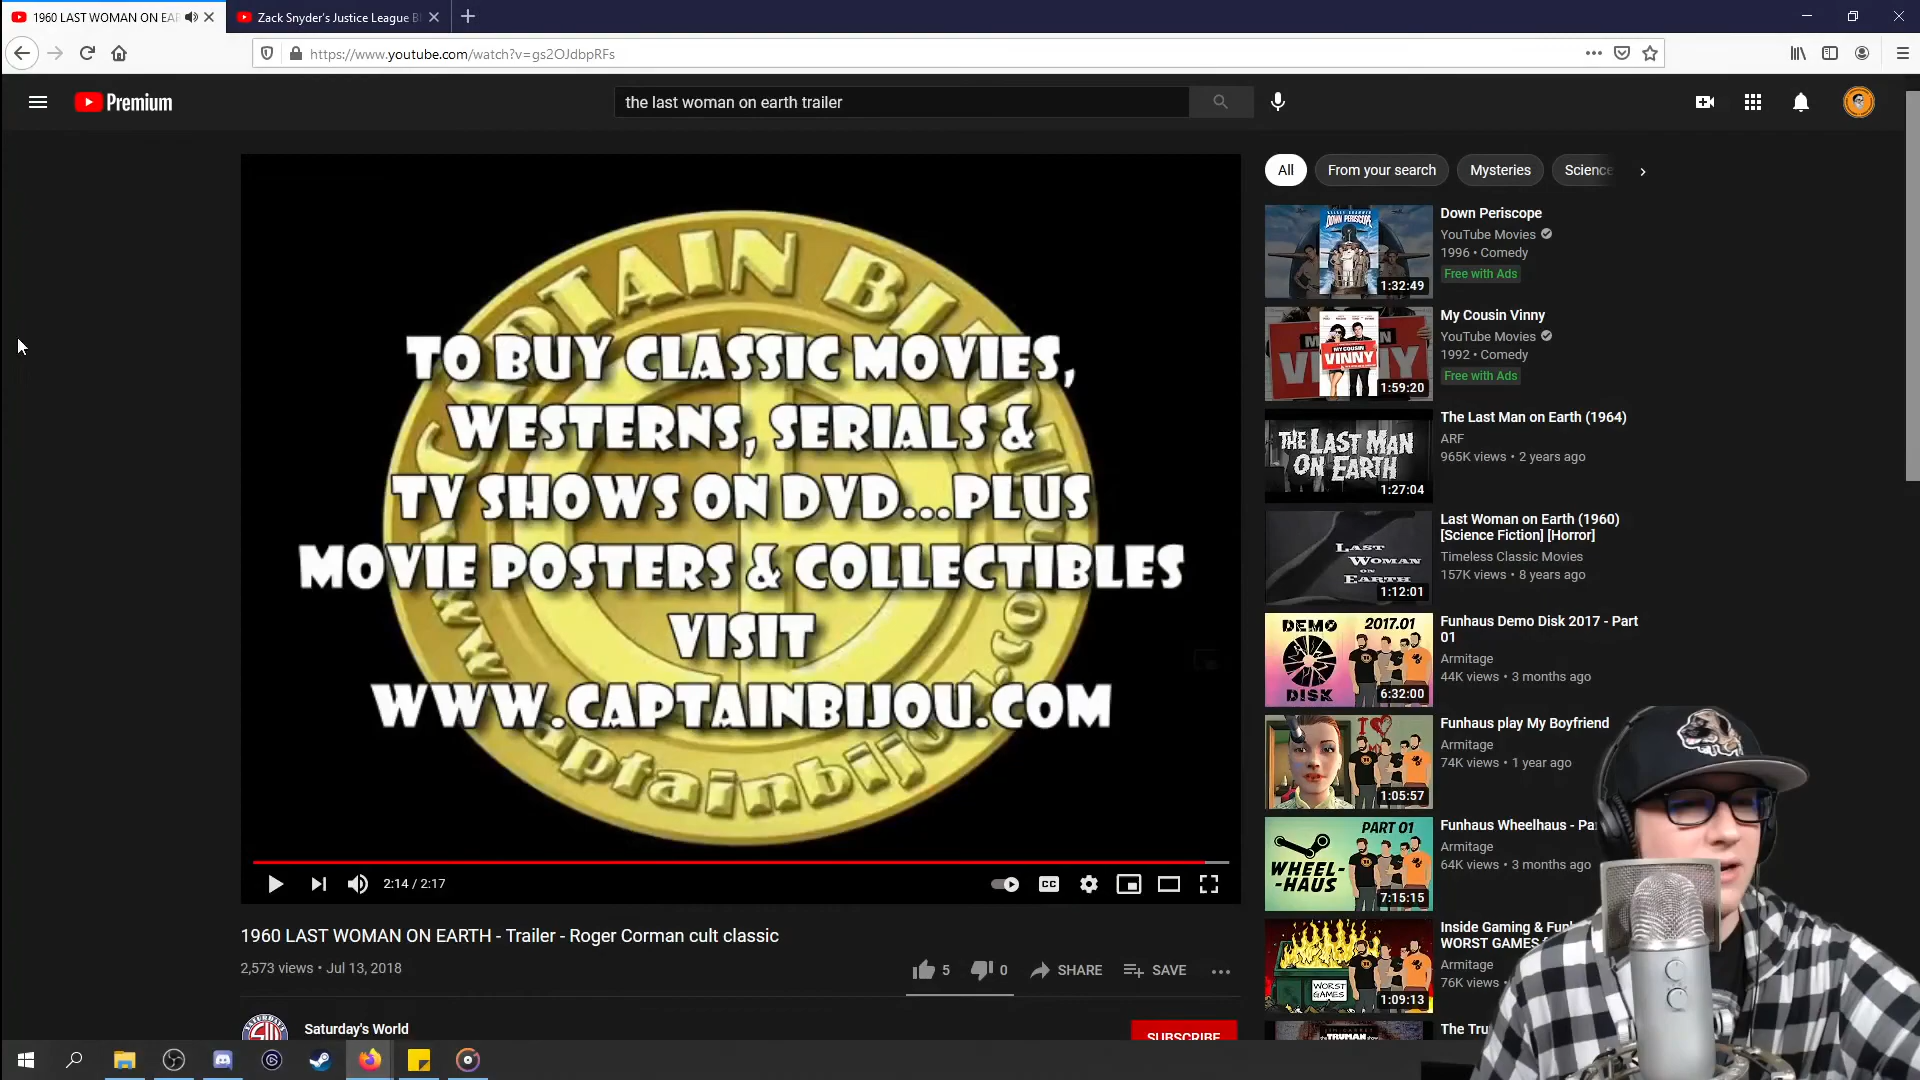 1960 LAST WOMAN ON EA
Zack Snyder's Justice League B
https://www.youtube.com/watch?v=gs2OJdbpRFs
Premium
the last woman on earth trailer
CAPTAIN BIJOU
TO BUY CLASSIC MOVIES,
WESTERNS, SERIALS &
TV SHOWS ON DVD...PLUS
MOVIE POSTERS & COLLECTIBLES
VISIT
WWW.CAPTAINBIJOU.COM
2:14 / 2:17
CC
1960 LAST WOMAN ON EARTH - Trailer - Roger Corman cult classic
2,573 views • Jul 13, 2018
5
0
SHARE
SAVE
Saturday's World
SUBSCRIBE
All
From your search
Mysteries
Science
DOWN PERISCOPE
1:32:49
Down Periscope
YouTube Movies
1996 • Comedy
Free with Ads
MY COUSIN
VINNY
1:59:20
My Cousin Vinny
YouTube Movies
1992 • Comedy
Free with Ads
THE LAST MAN
ON EARTH
1:27:04
The Last Man on Earth (1964)
ARF
965K views • 2 years ago
LAST
WOMAN
ON
EARTH
1:12:01
Last Woman on Earth (1960)
[Science Fiction] [Horror]
Timeless Classic Movies
157K views • 8 years ago
DEMO
DISK
2017.01
6:32:00
Funhaus Demo Disk 2017 - Part
01
Armitage
44K views • 3 months ago
1:05:57
Funhaus play My Boyfriend
Armitage
74K views • 1 year ago
PART 01
WHEEL-
HAUS
7:15:15
Funhaus Wheelhaus - Pa
Armitage
64K views • 3 months ago
WORST
GAMES
1:09:13
Inside Gaming & Fun
WORST GAMES
Armitage
76K views •
TRUMAN
The Tru